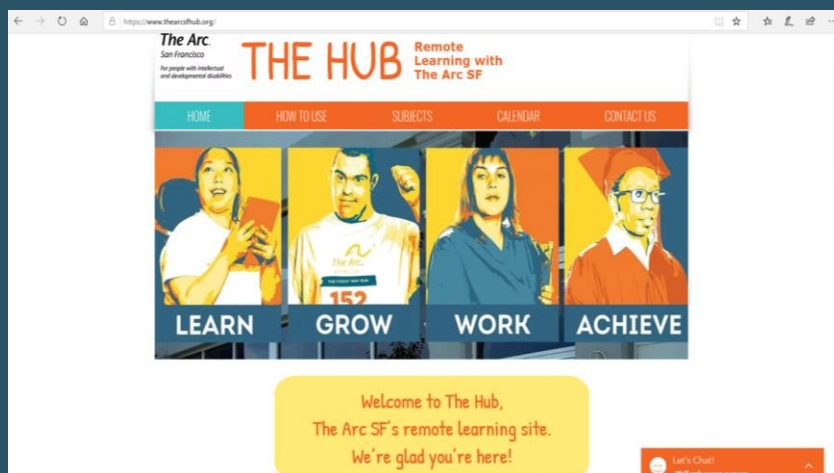 https://www.thearcsfhub.org/
The Arc.
San Francisco
For people with intellectual
and developmental disabilities
THE HUB
Remote
Learning with
The Arc SF
HOME
HOW TO USE
SUBJECTS
CALENDAR
CONTACT US
The Arc.
152
LEARN
GROW
WORK
ACHIEVE
Welcome to The Hub,
The Arc SF's remote learning site.
We're glad you're here!
Let's Chat!